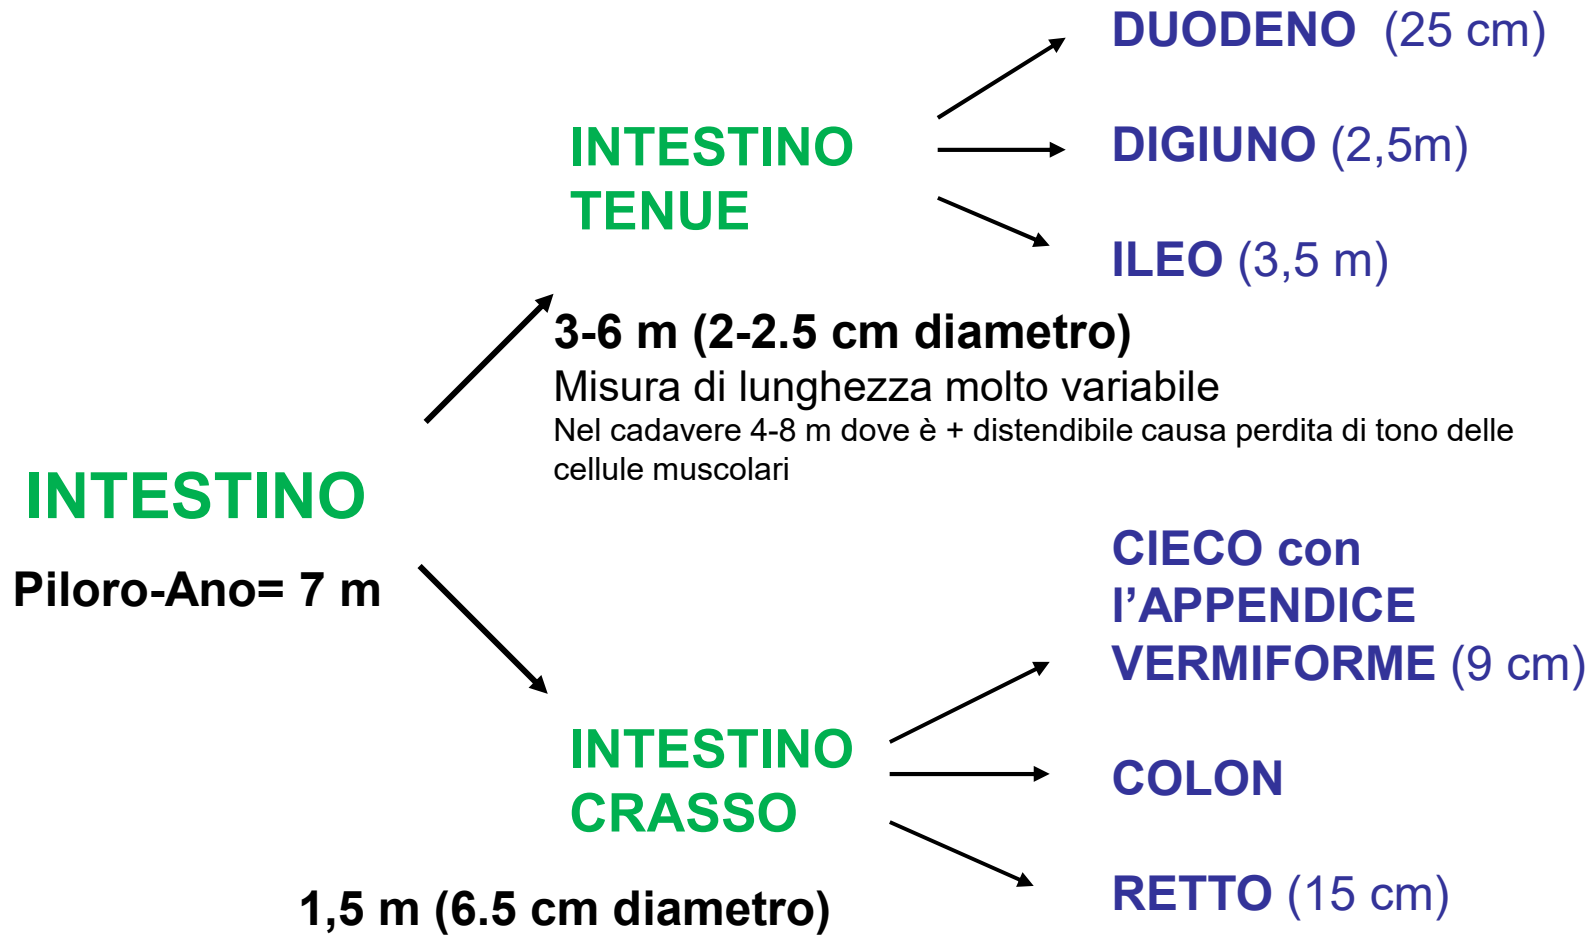 INTESTINO
Piloro-Ano= 7 m
INTESTINO
TENUE
3-6 m (2-2.5 cm diametro)
Misura di lunghezza molto variabile
Nel cadavere 4-8 m dove è + distendibile causa perdita di tono delle
cellule muscolari
DUODENO (25 cm)
DIGIUNO (2,5m)
ILEO (3,5 m)
INTESTINO
CRASSO
1,5 m (6.5 cm diametro)
CIECO con
l’APPENDICE
VERMIFORME (9 cm)
COLON
RETTO (15 cm)